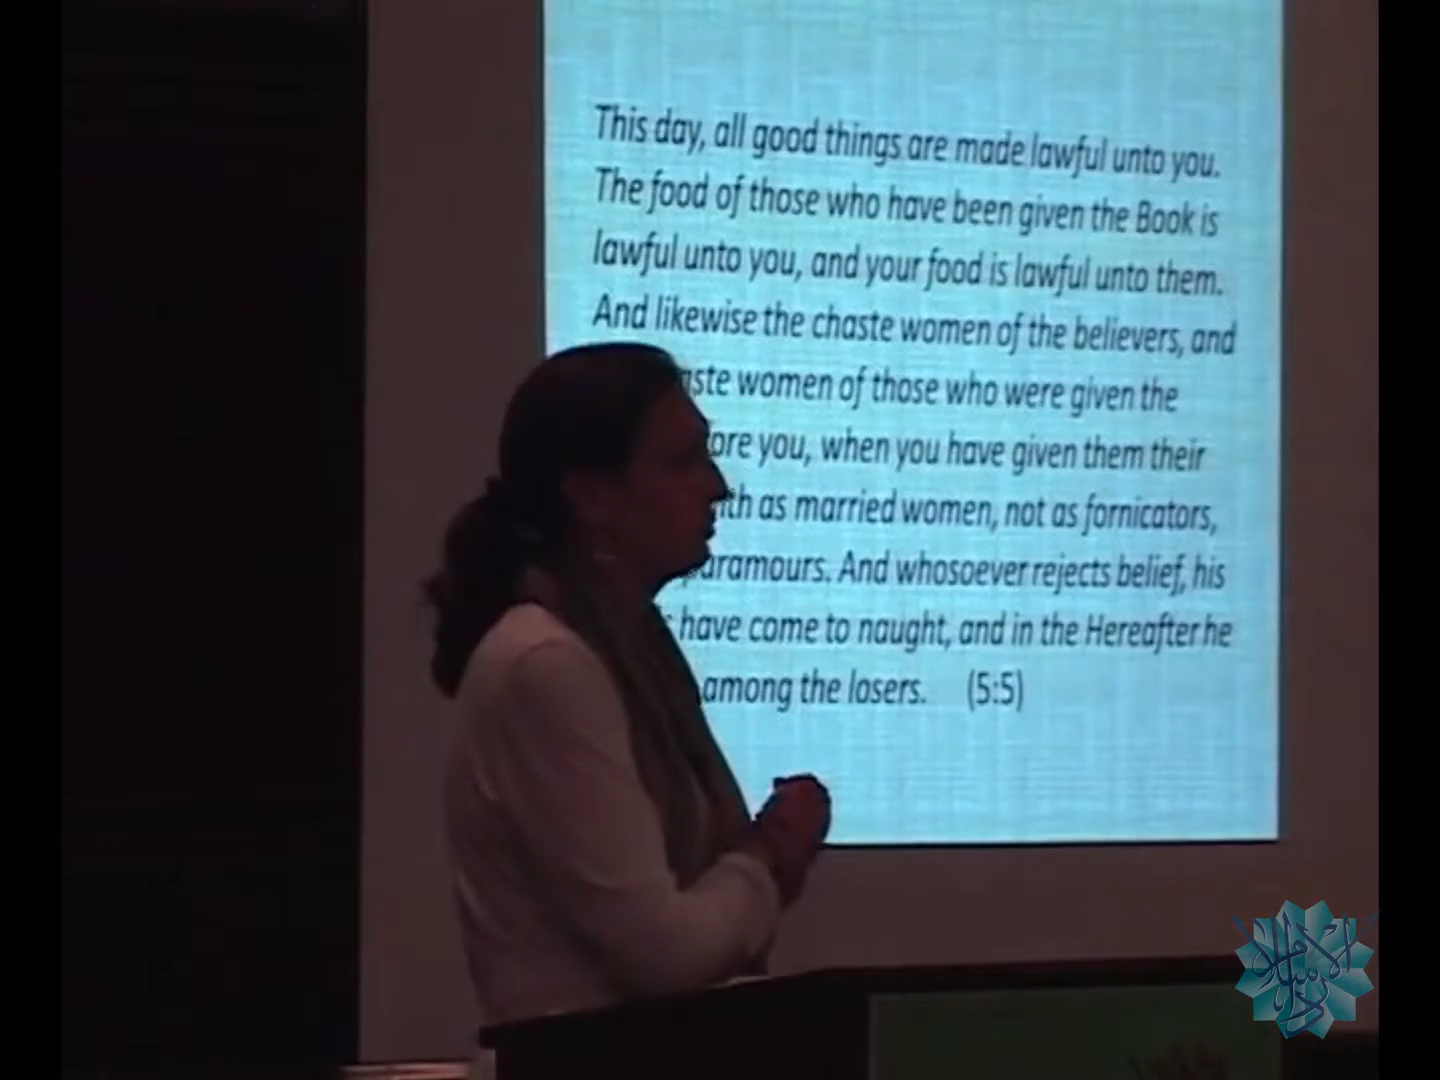 This day, all good things are made lawful unto you.
The food of those who have been given the Book is
lawful unto you, and your food is lawful unto them.
And likewise the chaste women of the believers, and
women of those who were given the
you, when you have given them their
as married women, not as fornicators,
And whosoever rejects belief, his
have come to naught, and in the Hereafter he
among the losers. (5:5)